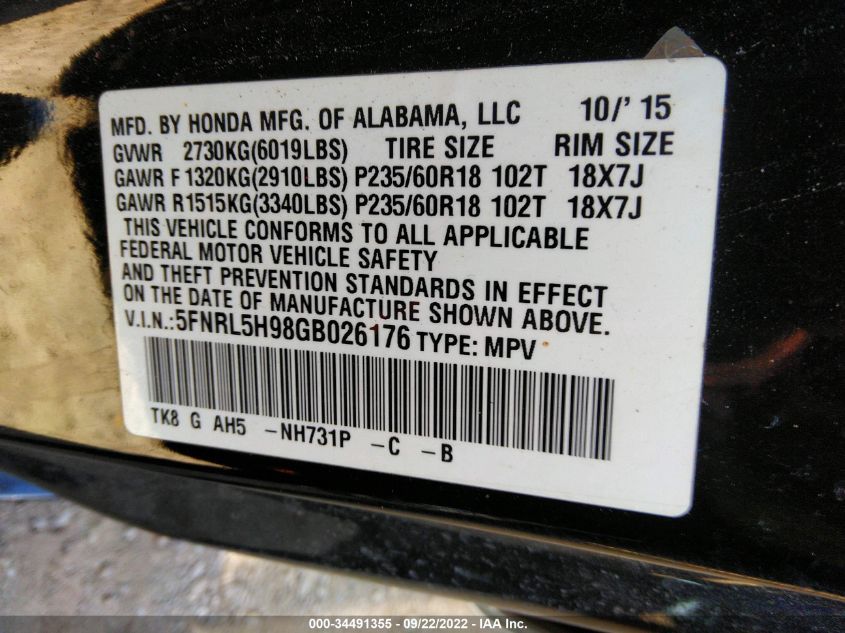 MFD. BY HONDA MFG. OF ALABAMA, LLC 10/'15
GVWR 2730KG(6019LBS) TIRE SIZE RIM SIZE
GAWR F 1320KG(2910LBS) P235/60R18 102T 18X7J
GAWR R1515KG(3340LBS) P235/60R18 102T 18X7J
THIS VEHICLE CONFORMS TO ALL APPLICABLE
FEDERAL MOTOR VEHICLE SAFETY
AND THEFT PREVENTION STANDARDS IN EFFECT
ON THE DATE OF MANUFACTURE SHOWN ABOVE.
V.I.N.:5FNRL5H98GB026176 TYPE: MPV
TK8 G AH5 -NH731P -C -B
000-34491355 - 09/22/2022 - IAA Inc.